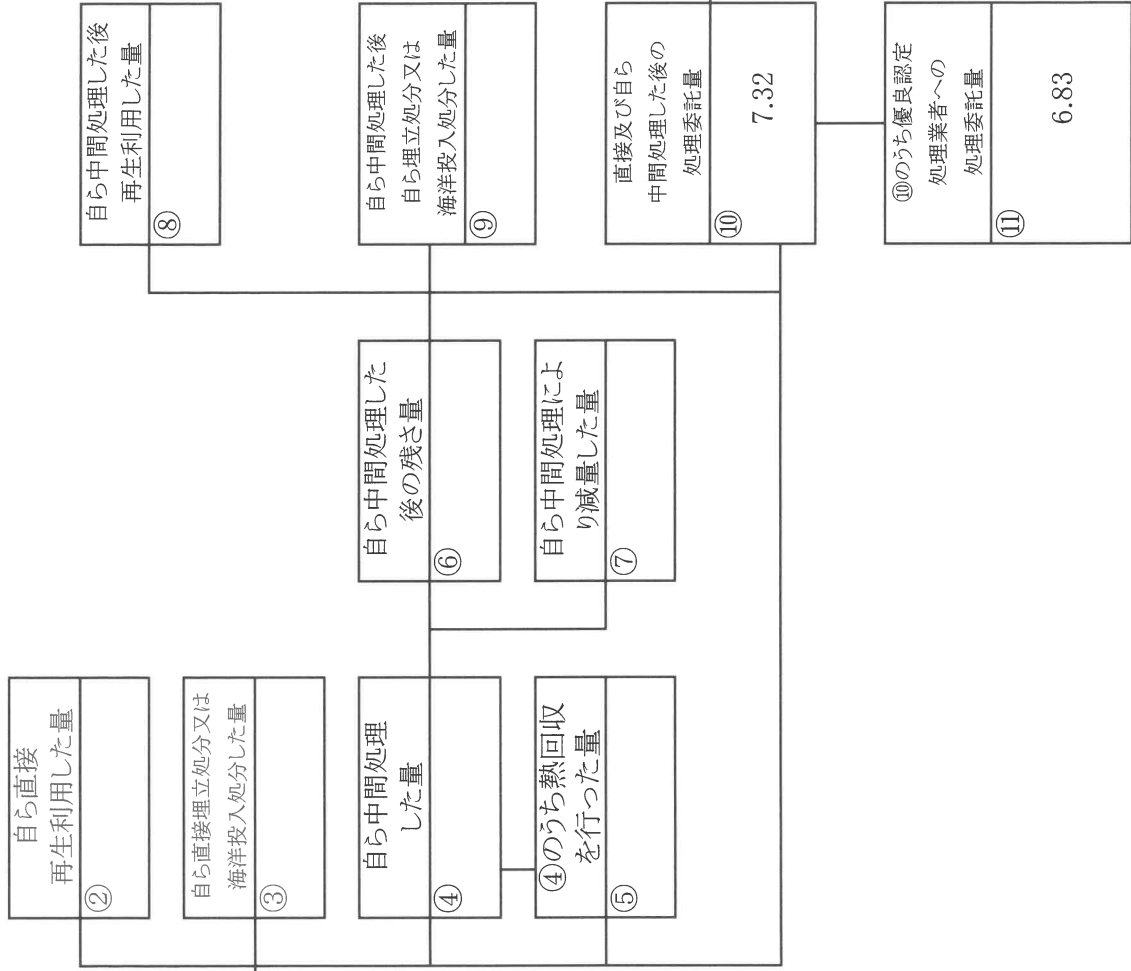 自ら直接
再生利用した量
②
自ら直接埋立処分又は
海洋投入処分した量
③
自ら中間処理
した量
④
④のうち熱回収
を行った量
⑤
自ら中間処理した
後の残さ量
⑥
自ら中間処理によ
り減量した量
⑦
自ら中間処理した後
再生利用した量
⑧
自ら中間処理した後
自ら埋立処分又は
海洋投入処分した量
⑨
直接及び自ら
中間処理した後の
処理委託量
⑩
7.32
⑩のうち優良認定
処理業者への
処理委託量
⑪
6.83